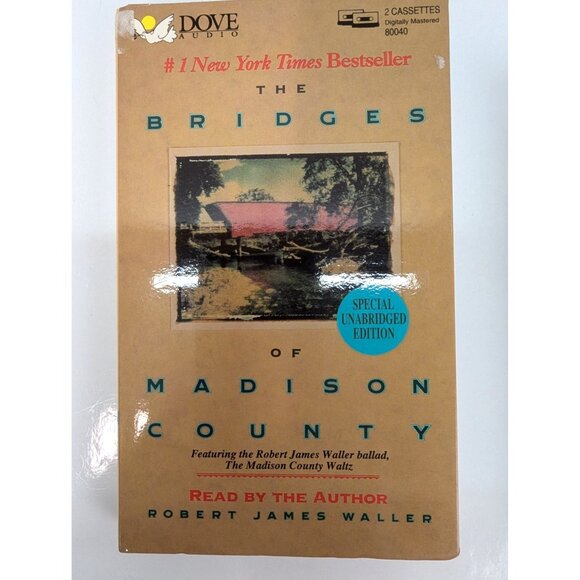 DOVE
AUDIO
2 CASSETTES
Digitally Mastered
80040
#1 New York Times Bestseller
THE
BRIDGES
SPECIAL
UNABRIDGED
EDITION
OF
MADISON
COUNTY
Featuring the Robert James Waller ballad,
The Madison County Waltz
READ BY THE AUTHOR
ROBERT JAMES WALLER